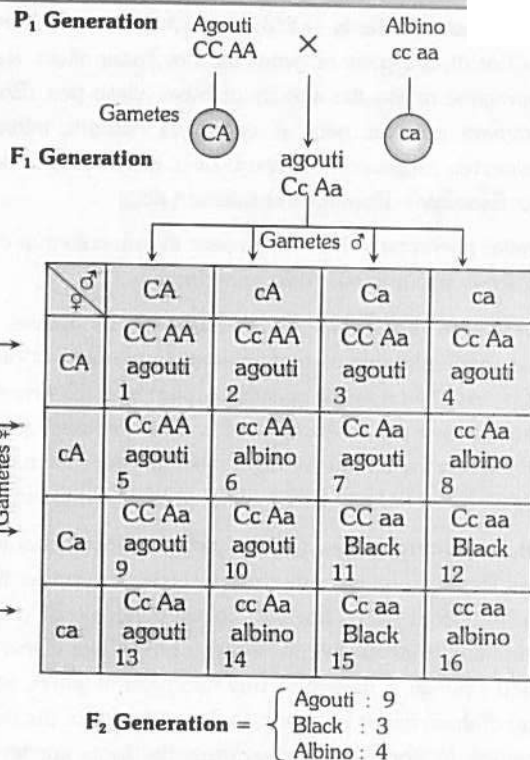 P₁ Generation
Agouti
CC AA
×
Albino
cc aa
Gametes
CA
ca
F₁ Generation
agouti
Cc Aa
Gametes ♂
♂
♀
CA
cA
Ca
ca
Gametes ♀
CA
CC AA
agouti
1
Cc AA
agouti
2
CC Aa
agouti
3
Cc Aa
agouti
4
cA
Cc AA
agouti
5
cc AA
albino
6
Cc Aa
agouti
7
cc Aa
albino
8
Ca
CC Aa
agouti
9
Cc Aa
agouti
10
CC aa
Black
11
Cc aa
Black
12
ca
Cc Aa
agouti
13
cc Aa
albino
14
Cc aa
Black
15
cc aa
albino
16
F₂ Generation =
Agouti : 9
Black : 3
Albino : 4